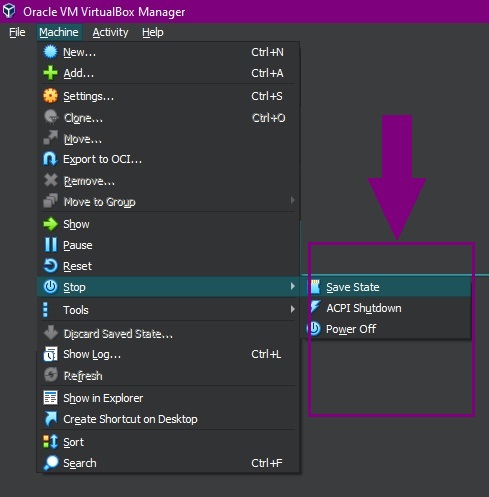 Oracle VM VirtualBox Manager
File Machine Activity Help
New... Ctrl+N
Add... Ctrl+A
Settings... Ctrl+S
Clone... Ctrl+O
Move...
Export to OCI...
Remove...
Move to Group
Show
Pause
Reset
Stop
Save State
ACPI Shutdown
Power Off
Tools
Discard Saved State...
Show Log... Ctrl+L
Refresh
Show in Explorer
Create Shortcut on Desktop
Sort
Search Ctrl+F